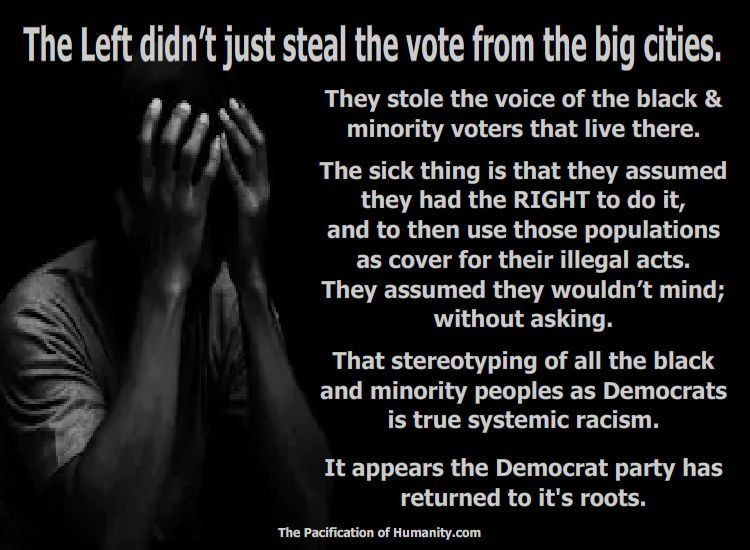 The Left didn't just steal the vote from the big cities.
They stole the voice of the black &
minority voters that live there.
The sick thing is that they assumed
they had the RIGHT to do it,
and to then use those populations
as cover for their illegal acts.
They assumed they wouldn't mind;
without asking.
That stereotyping of all the black
and minority peoples as Democrats
is true systemic racism.
It appears the Democrat party has
returned to it's roots.
The Pacification of Humanity.com